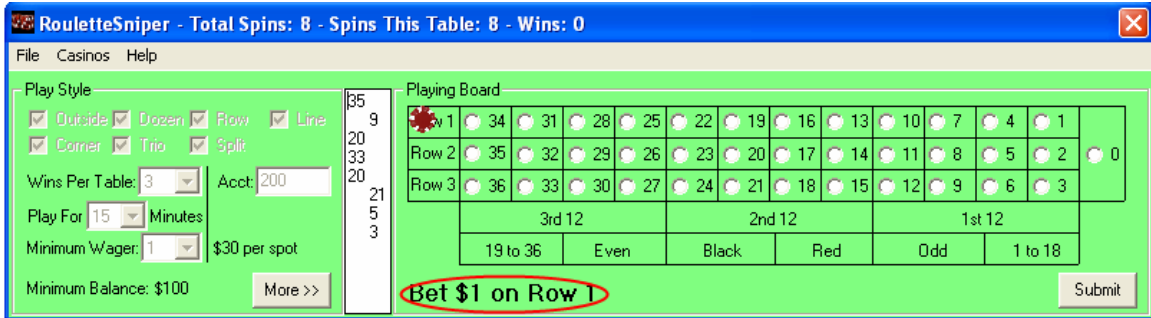 RouletteSniper - Total Spins: 8 - Spins This Table: 8 - Wins: 0
File Casinos Help
Play Style
Outside Dozen Row Line
Corner Trio Split
Wins Per Table: 3 Acct: 200
Play For 15 Minutes
Minimum Wager: 1 $30 per spot
Minimum Balance: $100 More >>
35
9
20
33
20
21
5
3
Playing Board
34 31 28 25 22 19 16 13 10 7 4 1
Row 2 35 32 29 26 23 20 17 14 11 8 5 2 0
Row 3 36 33 30 27 24 21 18 15 12 9 6 3
3rd 12 2nd 12 1st 12
19 to 36 Even Black Red Odd 1 to 18
Bet $1 on Row 1 Submit